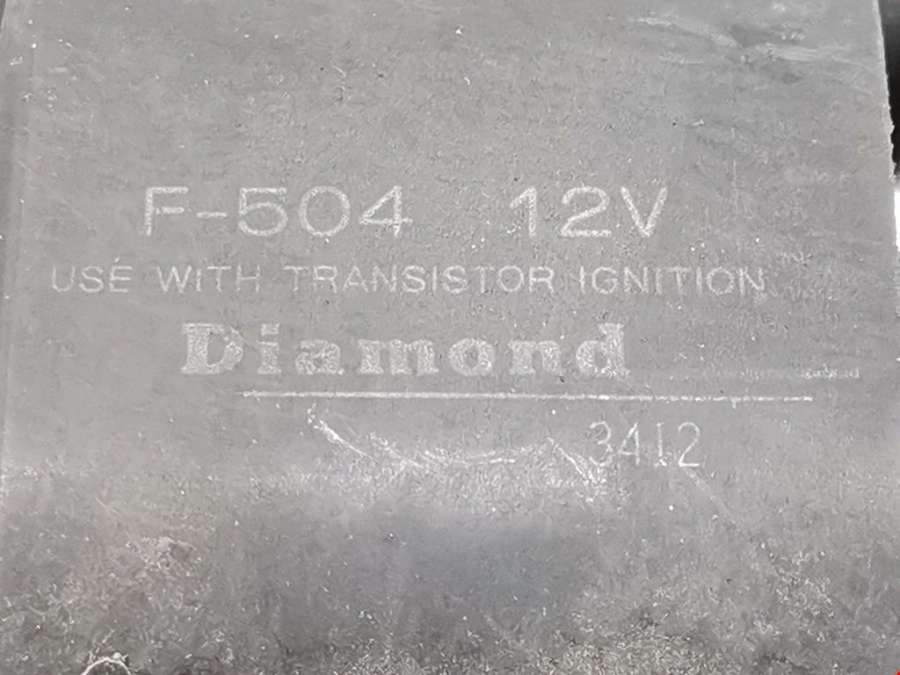 F-504 12V
USE WITH TRANSISTOR IGNITION
Diamond
3412